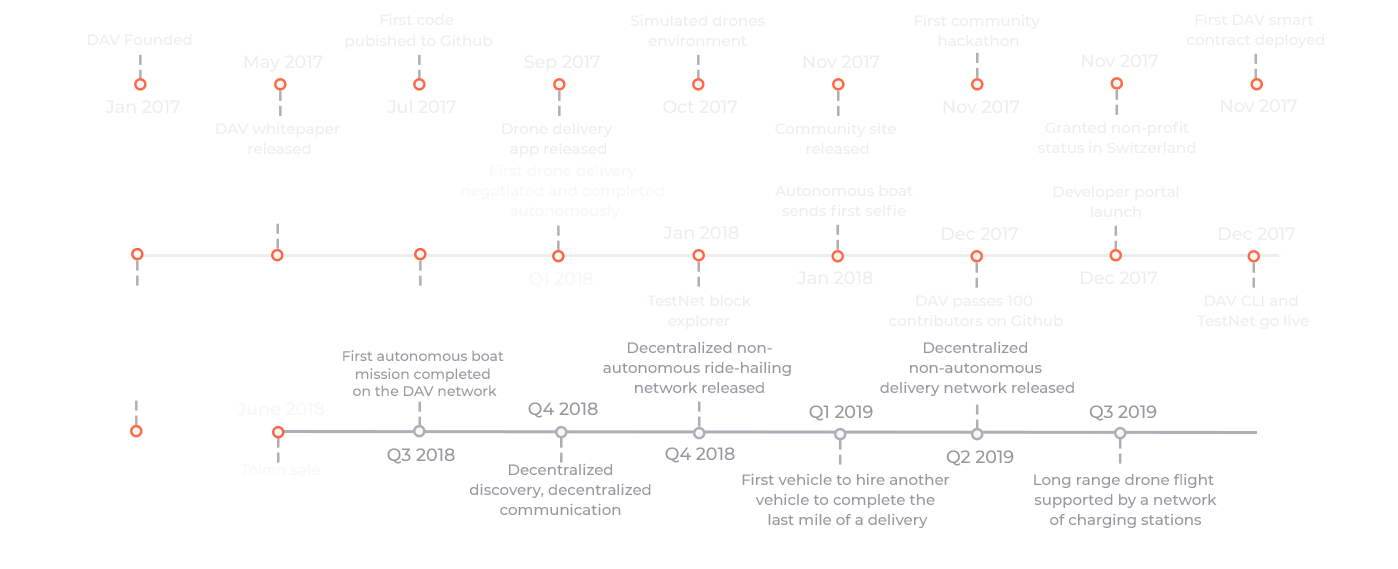 DAV Founded
Jan 2017
May 2017
DAV whitepaper
released
First code
pubished to Github
Jul 2017
Sep 2017
Drone delivery
app released
Simulated drones
environment
Oct 2017
Nov 2017
Community site
released
First community
hackathon
Nov 2017
Nov 2017
Granted non-profit
status in Switzerland
First DAV smart
contract deployed
Nov 2017
First drone delivery
negotiated and completed
autonomously
Q1 2018
Jan 2018
TestNet block
explorer
Autonomous boat
sends first selfie
Jan 2018
Dec 2017
DAV passes 100
contributors on Github
Developer portal
launch
Dec 2017
Dec 2017
DAV CLI and
TestNet go live
June 2018
Token sale
First autonomous boat
mission completed
on the DAV network
Q3 2018
Q4 2018
Decentralized
discovery, decentralized
communication
Decentralized non-
autonomous ride-hailing
network released
Q4 2018
Q1 2019
First vehicle to hire another
vehicle to complete the
last mile of a delivery
Decentralized
non-autonomous
delivery network released
Q2 2019
Q3 2019
Long range drone flight
supported by a network
of charging stations